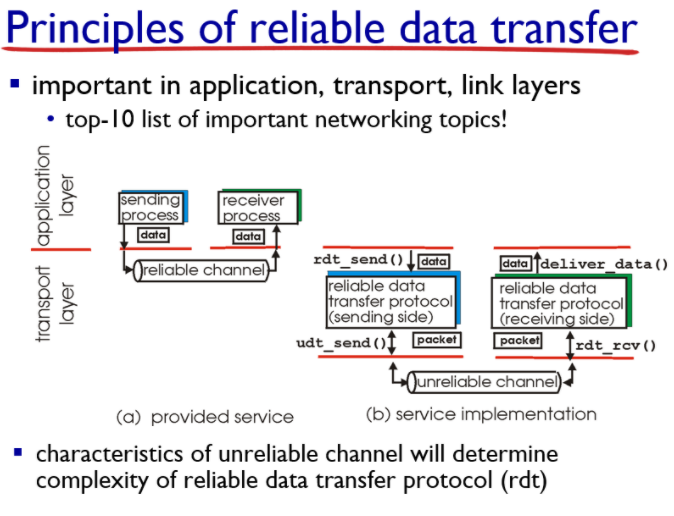 Principles of reliable data transfer
▪ important in application, transport, link layers
• top-10 list of important networking topics!
application
layer
transport
layer
sending
process
data
receiver
process
data
reliable channel
(a) provided service
rdt_send()
data
reliable data
transfer protocol
(sending side)
udt_send()
packet
data
deliver_data()
reliable data
transfer protocol
(receiving side)
packet
rdt_rcv()
unreliable channel
(b) service implementation
▪ characteristics of unreliable channel will determine
complexity of reliable data transfer protocol (rdt)